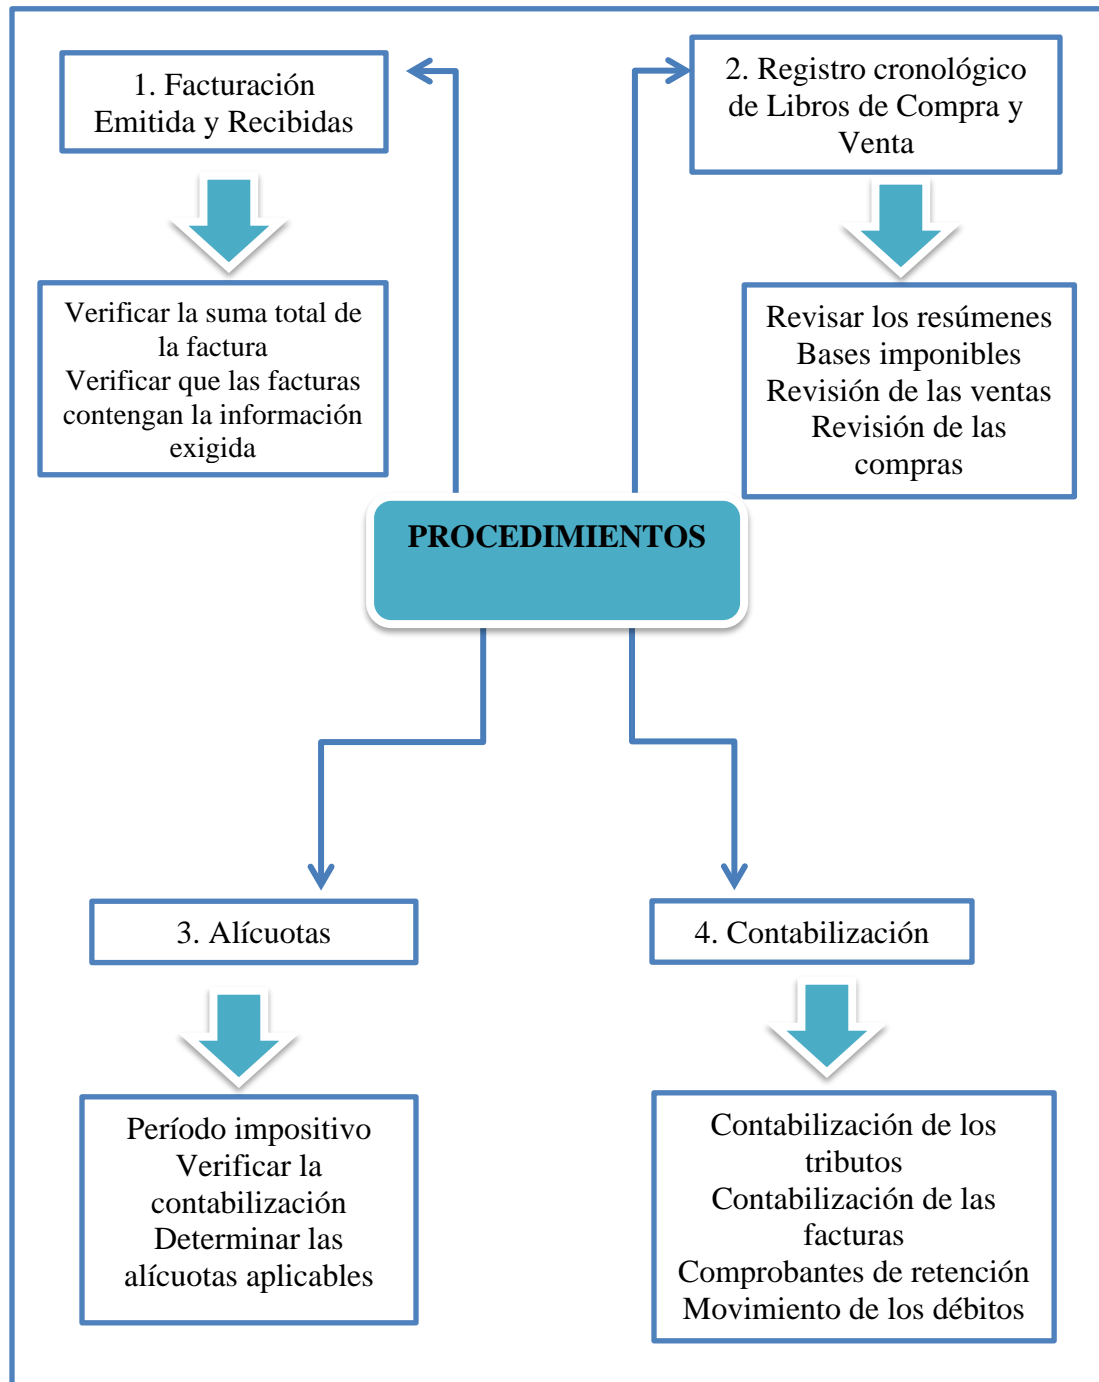 1. Facturación
Emitida y Recibidas
2. Registro cronológico
de Libros de Compra y
Venta
Verificar la suma total de
la factura
Verificar que las facturas
contengan la información
exigida
Revisar los resúmenes
Bases imponibles
Revisión de las ventas
Revisión de las
compras
PROCEDIMIENTOS
3. Alícuotas
4. Contabilización
Período impositivo
Verificar la
contabilización
Determinar las
alícuotas aplicables
Contabilización de los
tributos
Contabilización de las
facturas
Comprobantes de retención
Movimiento de los débitos